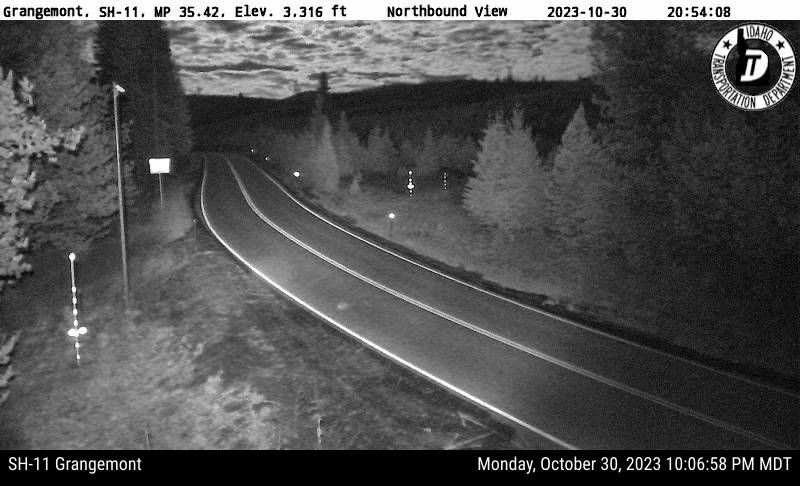 Grangemont, SH-11, MP 35.42, Elev. 3,316 ft Northbound View 2023-10-30 20:54:08
IDAHO
TRANSPORTATION DEPARTMENT
SH-11 Grangemont Monday, October 30, 2023 10:06:58 PM MDT